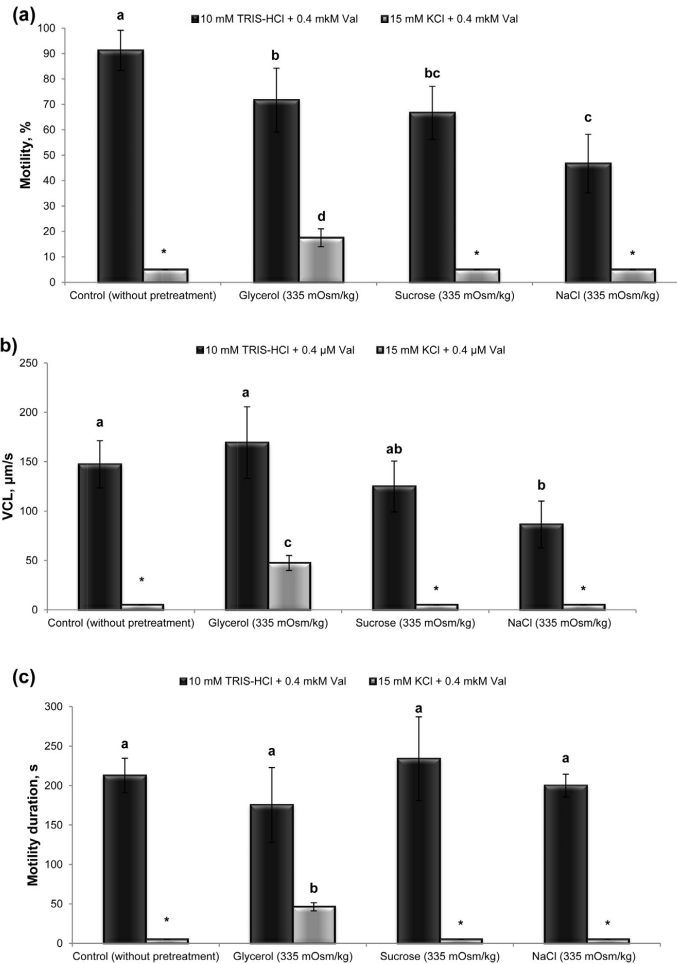 (a)
10 mM TRIS-HCl + 0.4 mkM Val 15 mM KCl + 0.4 mkM Val
Motility, %
100
90
80
70
60
50
40
30
20
10
0
a
*
b
d
bc
*
c
*
Control (without pretreatment) Glycerol (335 mOsm/kg) Sucrose (335 mOsm/kg) NaCl (335 mOsm/kg)
b)
10 mM TRIS-HCl + 0.4 µM Val 15 mM KCl + 0.4 µM Val
VCL, µm/s
250
200
150
100
50
0
a
*
a
c
ab
*
b
*
Control (without pretreatment) Glycerol (335 mOsm/kg) Sucrose (335 mOsm/kg) NaCl (335 mOsm/kg)
(c)
10 mM TRIS-HCl + 0.4 mkM Val 15 mM KCl + 0.4 mkM Val
Motility duration, s
300
250
200
150
100
50
0
a
*
a
b
a
*
a
*
Control (without pretreatment) Glycerol (335 mOsm/kg) Sucrose (335 mOsm/kg) NaCl (335 mOsm/kg)